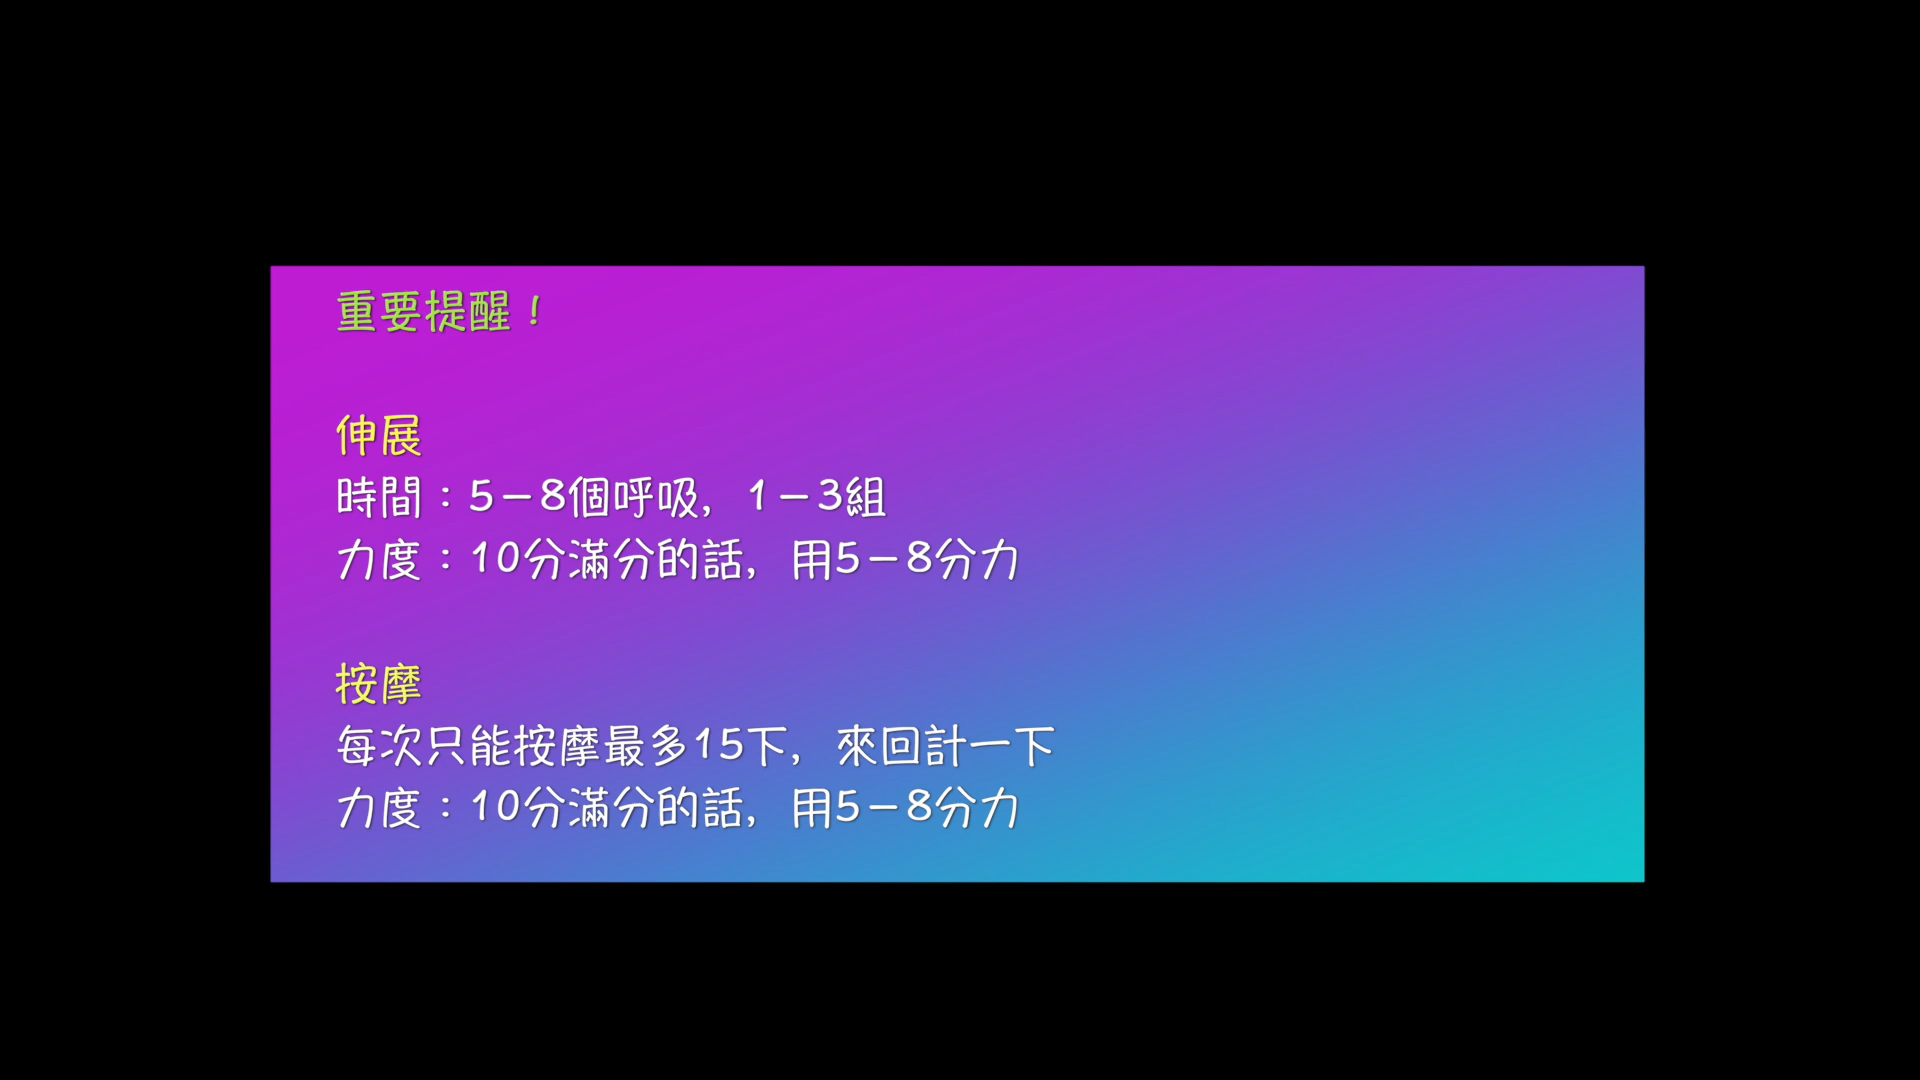 重要提醒！
伸展
時間：5－8個呼吸，1－3組
力度：10分滿分的話，用5－8分力
按摩
每次只能按摩最多15下，來回計一下
力度：10分滿分的話，用5－8分力